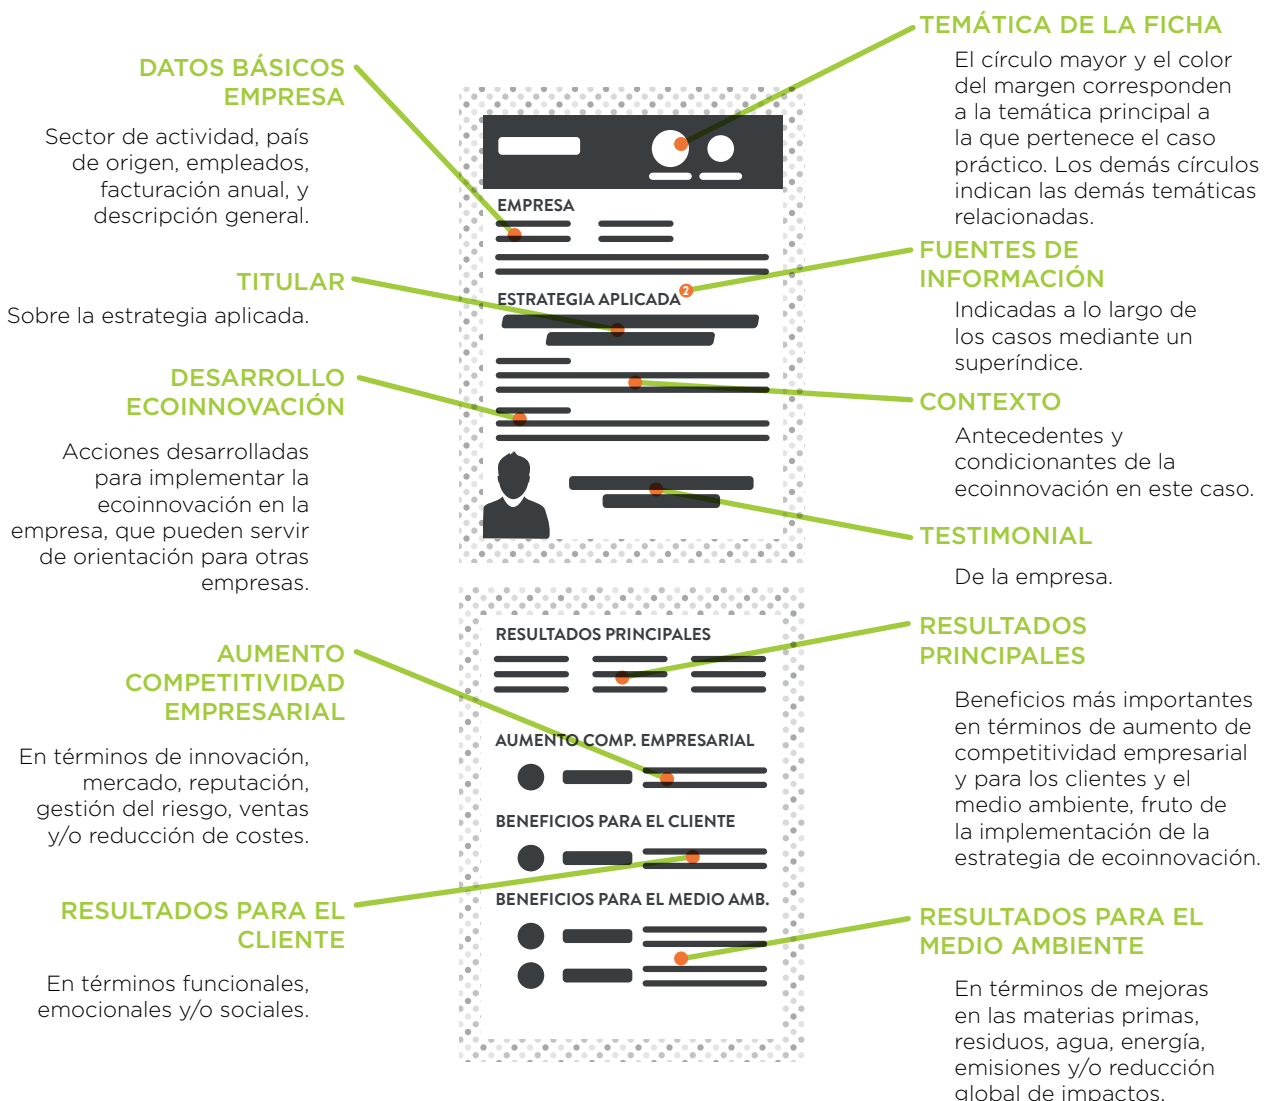 DATOS BÁSICOS
EMPRESA
Sector de actividad, país
de origen, empleados,
facturación anual, y
descripción general.
TITULAR
Sobre la estrategia aplicada.
DESARROLLO
ECOINNOVACIÓN
Acciones desarrolladas
para implementar la
ecoinnovación en la
empresa, que pueden servir
de orientación para otras
empresas.
AUMENTO
COMPETITIVIDAD
EMPRESARIAL
En términos de innovación,
mercado, reputación,
gestión del riesgo, ventas
y/o reducción de costes.
RESULTADOS PARA EL
CLIENTE
En términos funcionales,
emocionales y/o sociales.
EMPRESA
ESTRATEGIA APLICADA 2
RESULTADOS PRINCIPALES
AUMENTO COMP. EMPRESARIAL
BENEFICIOS PARA EL CLIENTE
BENEFICIOS PARA EL MEDIO AMB.
TEMÁTICA DE LA FICHA
El círculo mayor y el color
del margen corresponden
a la temática principal a
la que pertenece el caso
práctico. Los demás círculos
indican las demás temáticas
relacionadas.
FUENTES DE
INFORMACIÓN
Indicadas a lo largo de
los casos mediante un
superíndice.
CONTEXTO
Antecedentes y
condicionantes de la
ecoinnovación en este caso.
TESTIMONIAL
De la empresa.
RESULTADOS
PRINCIPALES
Beneficios más importantes
en términos de aumento de
competitividad empresarial
y para los clientes y el
medio ambiente, fruto de
la implementación de la
estrategia de ecoinnovación.
RESULTADOS PARA EL
MEDIO AMBIENTE
En términos de mejoras
en las materias primas,
residuos, agua, energía,
emisiones y/o reducción
global de impactos.